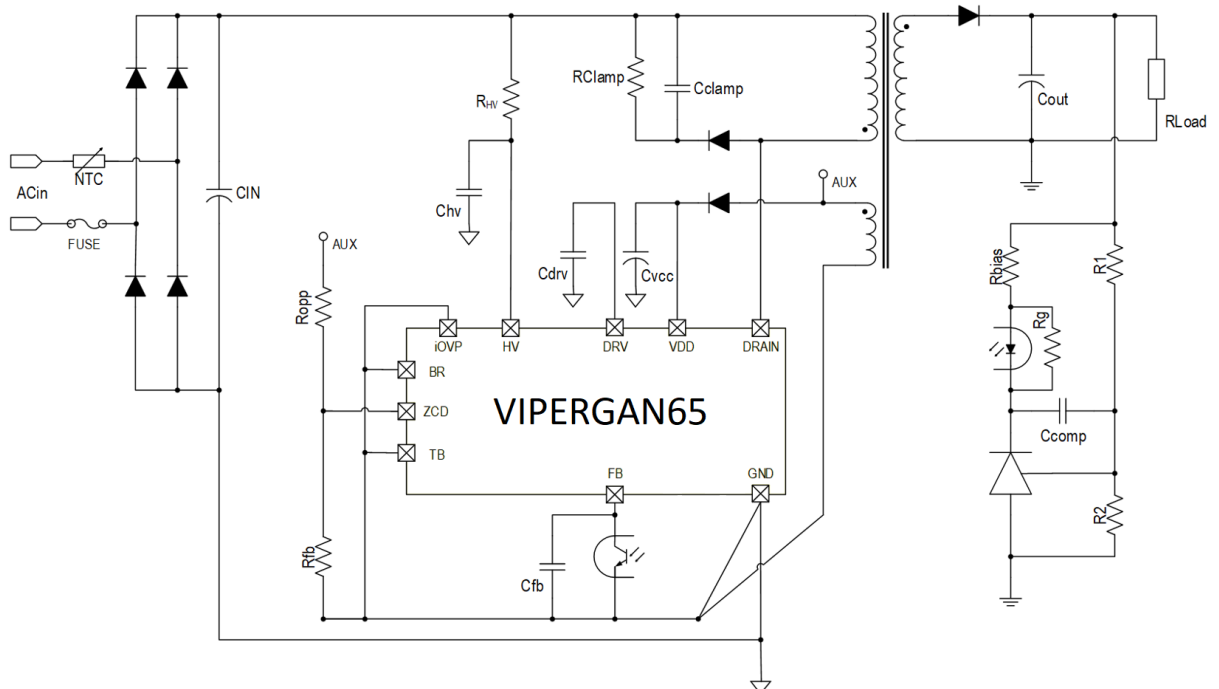 RClamp
Cclamp
RHV
Cout
RLoad
NTC
ACin
CIN
Chv
AUX
FUSE
AUX
Cdrv
Cvcc
Rbias
R1
Ropp
Rg
iOVP
HV
DRV
VDD
DRAIN
BR
ZCD
VIPERGAN65
Ccomp
TB
FB
GND
R2
Rfb
Cfb